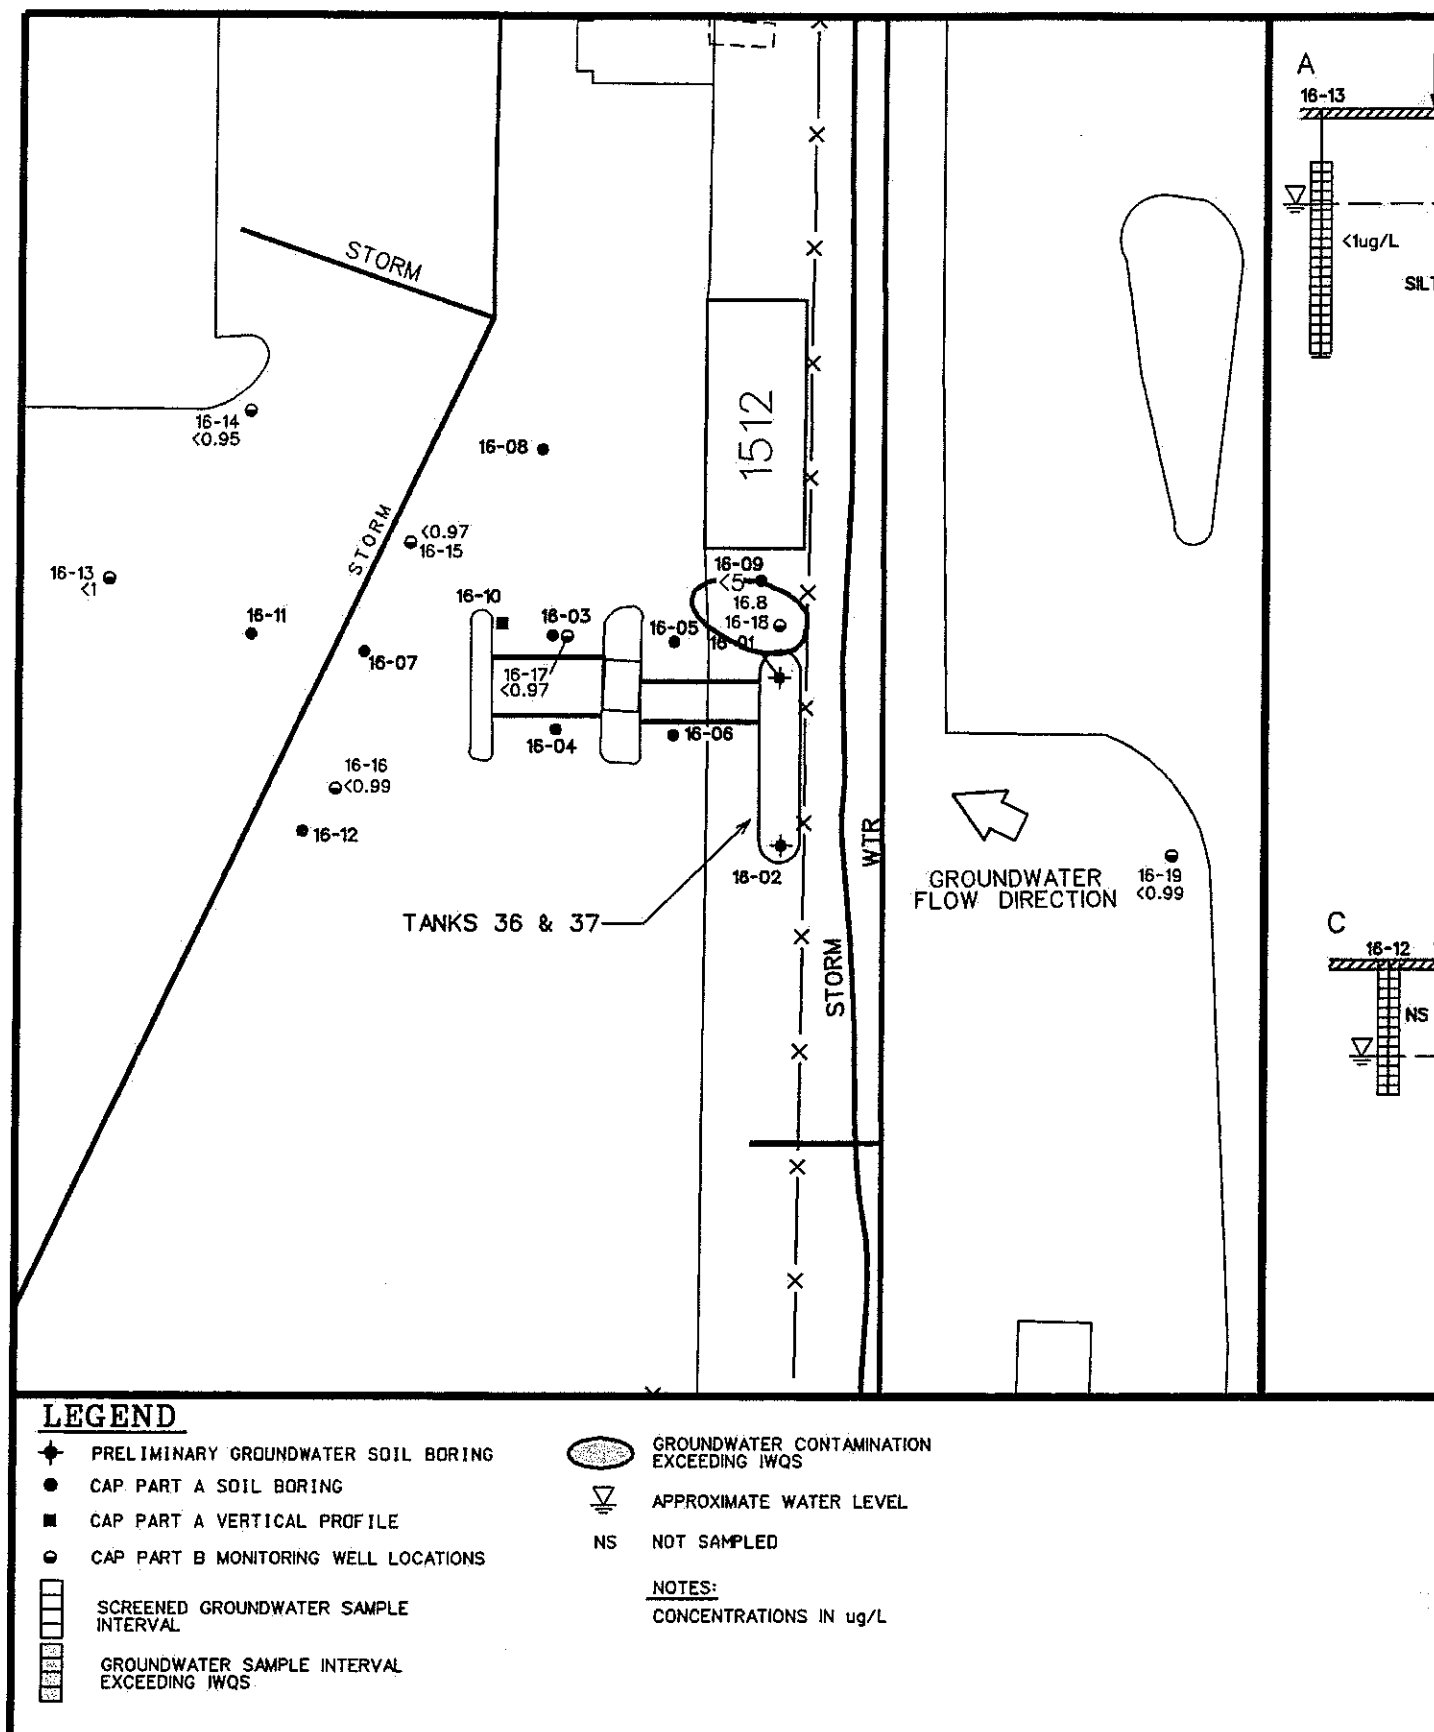 A
16-13
<1ug/L
STORM
16-14
<0.95
16-08
1512
STORM
<0.97
16-15
16-13
<1
16-09
<5
16.8
16-18
16-01
16-10
16-03
16-05
16-11
16-07
16-17
<0.97
16-04
16-06
16-16
<0.99
16-12
16-02
WTR
GROUNDWATER
FLOW DIRECTION
16-19
<0.99
TANKS 36 & 37
STORM
C
16-12
NS
LEGEND
PRELIMINARY GROUNDWATER SOIL BORING
CAP PART A SOIL BORING
CAP PART A VERTICAL PROFILE
CAP PART B MONITORING WELL LOCATIONS
SCREENED GROUNDWATER SAMPLE
INTERVAL
GROUNDWATER SAMPLE INTERVAL
EXCEEDING IWQS
GROUNDWATER CONTAMINATION
EXCEEDING IWQS
APPROXIMATE WATER LEVEL
NS NOT SAMPLED
NOTES:
CONCENTRATIONS IN ug/L